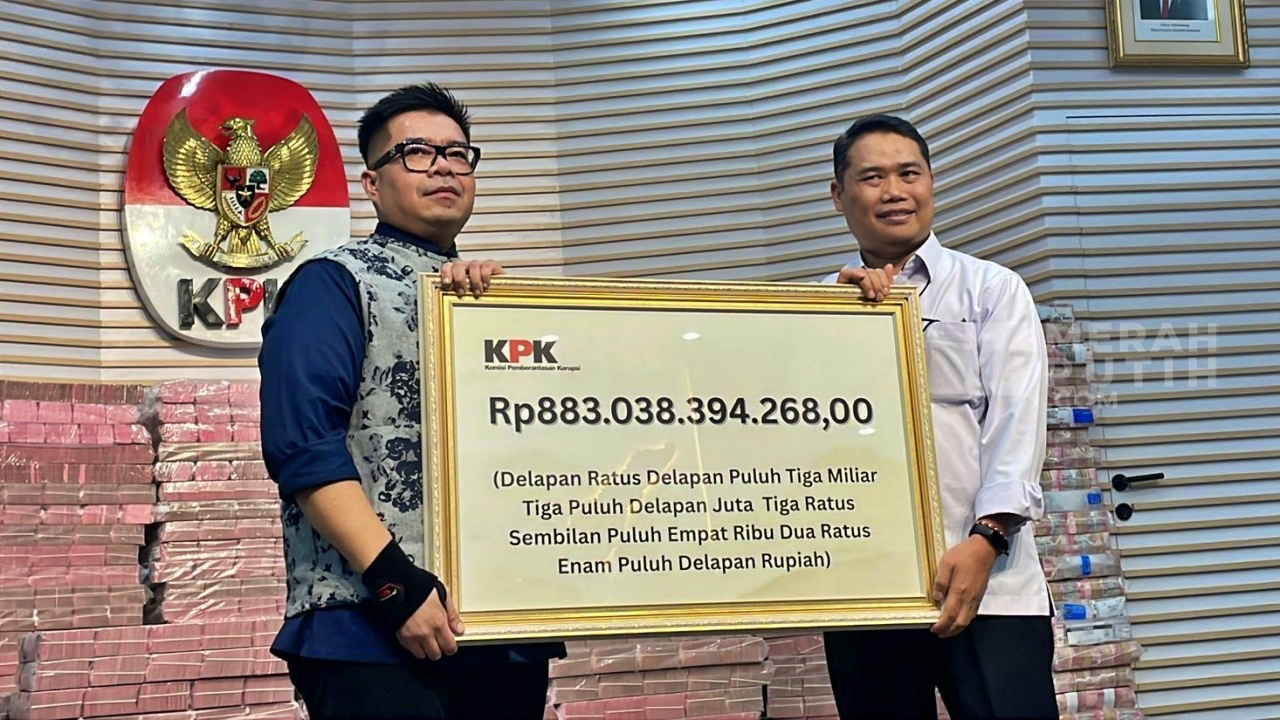 KPK
KPK
Komisi Pemberantasan Korupsi
Rp883.038.394.268,00
(Delapan Ratus Delapan Puluh Tiga Miliar
Tiga Puluh Delapan Juta Tiga Ratus
Sembilan Puluh Empat Ribu Dua Ratus
Enam Puluh Delapan Rupiah)
MERAH
PUTIH
.COM